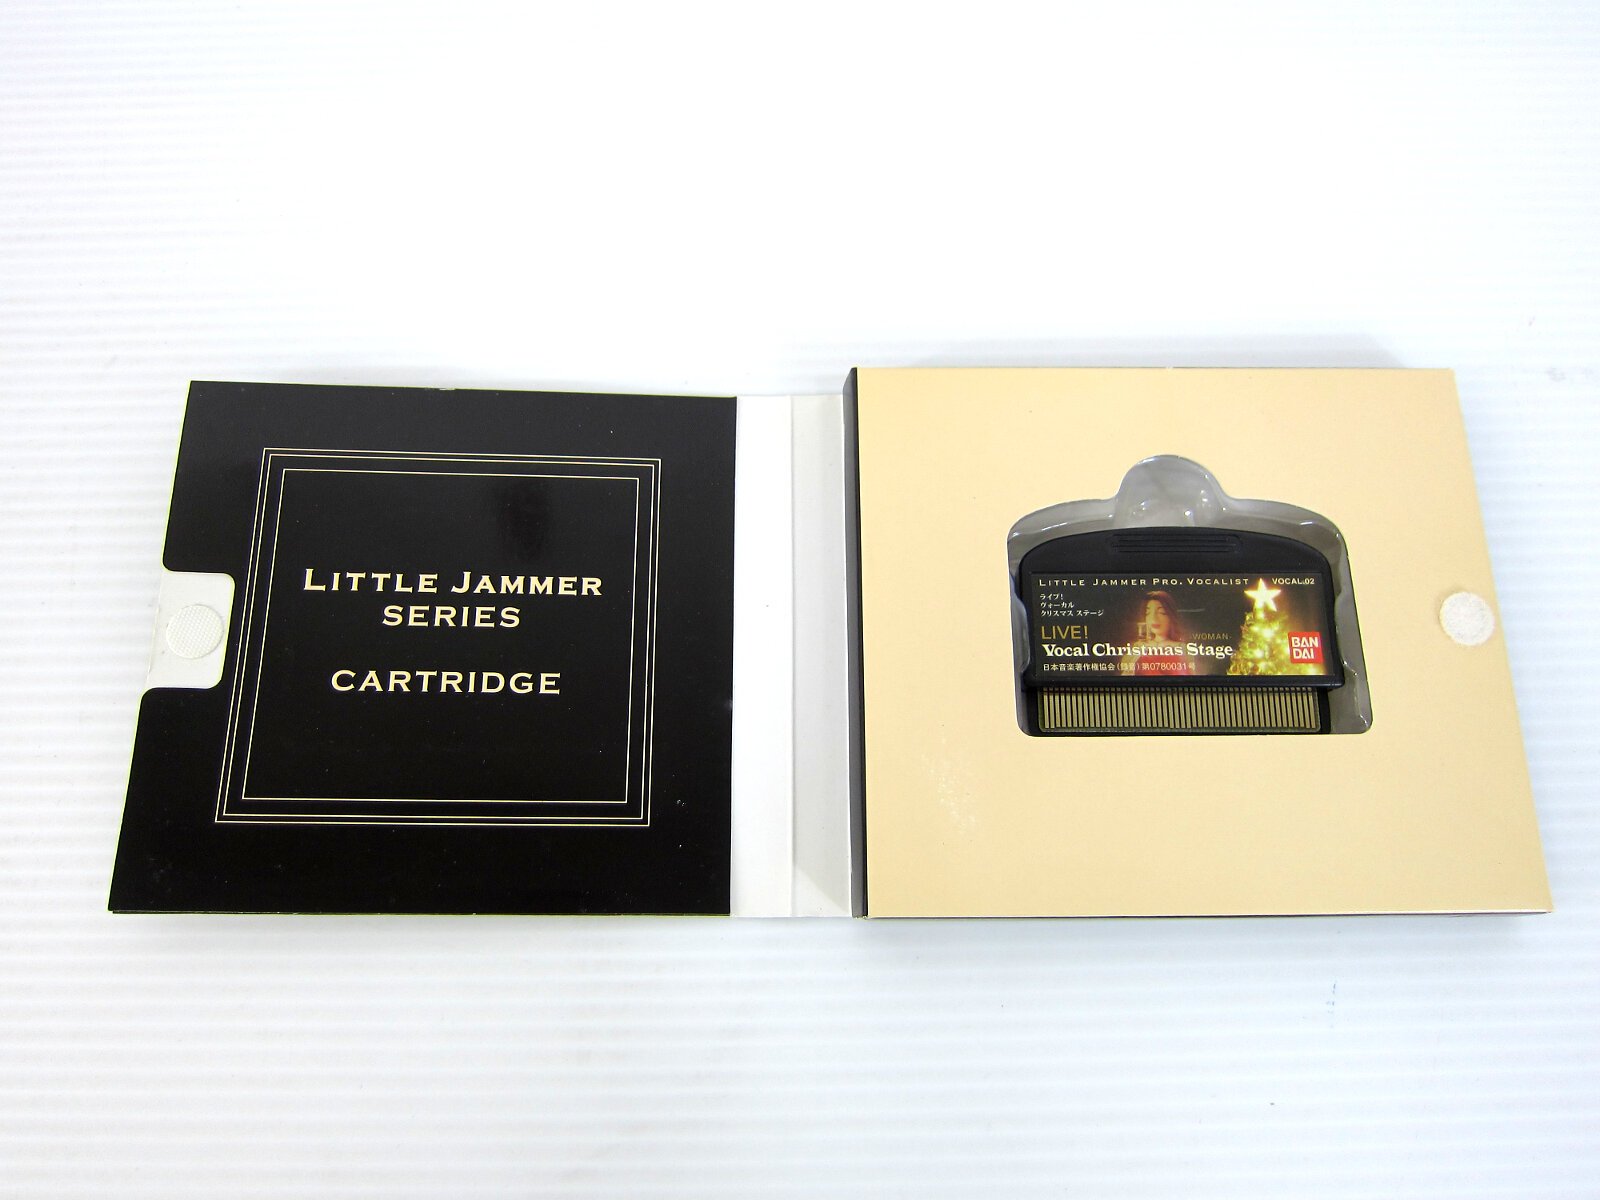 LITTLE JAMMER
SERIES
CARTRIDGE
LITTLE JAMMER PRO. VOCALIST VOCAL.02
ライブ!
ヴォーカル
クリスマス ステージ
LIVE!
-WOMAN-
Vocal Christmas Stage
日本音楽著作権協会(録音)第0780031号
BAN
DAI